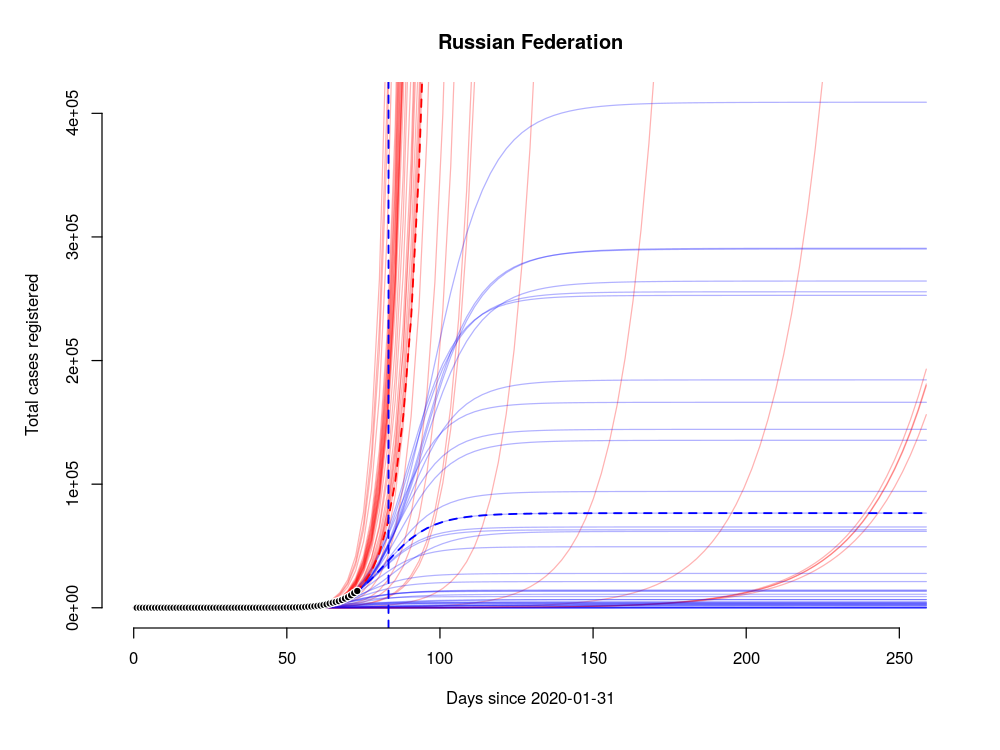 Russian Federation
4e+05
3e+05
2e+05
1e+05
0e+00
Total cases registered
0 50 100 150 200 250
Days since 2020-01-31